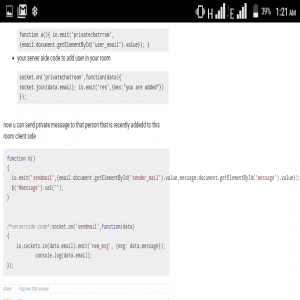 39% 1:21 AM
function a(){ io.emit('privatechatrrom',
{email:document.getElementById('user_email').value}); }
your server side code to add user in your room
socket.on('privatechatroom',function(data){
socket.join(data.email); io.emit('res',{mes:"you are added"})
});
now u can send private message to that person that is recently addedd to this
room client side
function b()
{
io.emit('sendmail',{email:document.getElementById('sender_mail').value,message:document.getElementById('message').value});
$('#message').val('');
}
/*serverside code*/socket.on('sendmail',function(data)
{
io.sockets.in(data.email).emit('new_msg', {msg: data.message});
console.log(data.email);
});
share improve this answer